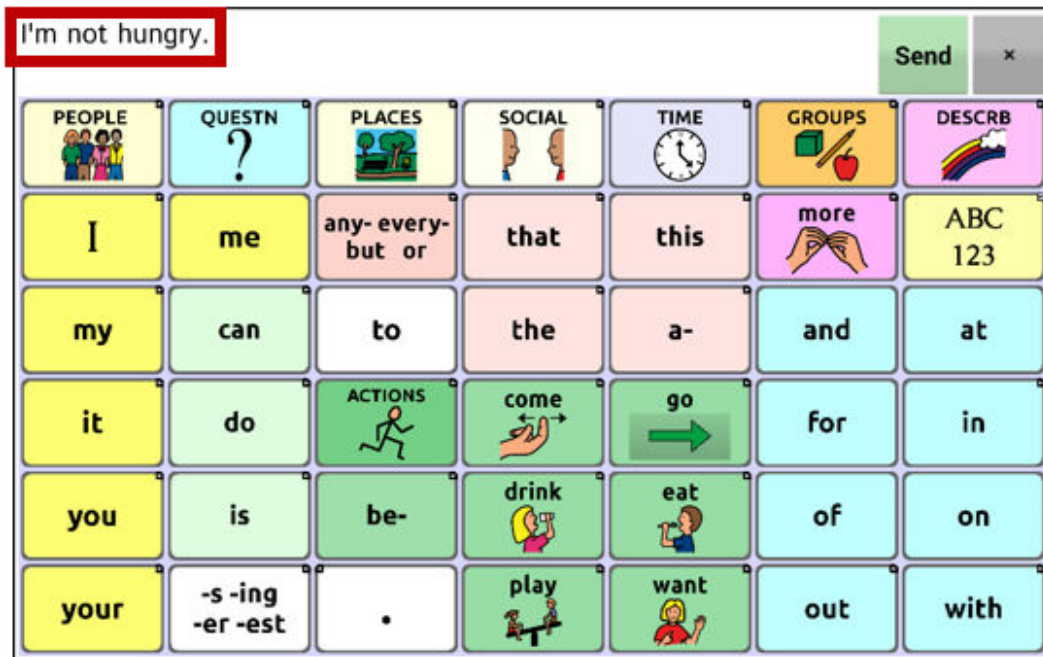 I'm not hungry.
Send ×
PEOPLE QUESTN PLACES SOCIAL TIME GROUPS DESCRB
?
I me any- every- that this more ABC
but or 123
my can to the a- and at
it do ACTIONS come go for in
you is be- drink eat of on
your -s -ing . play want out with
-er -est